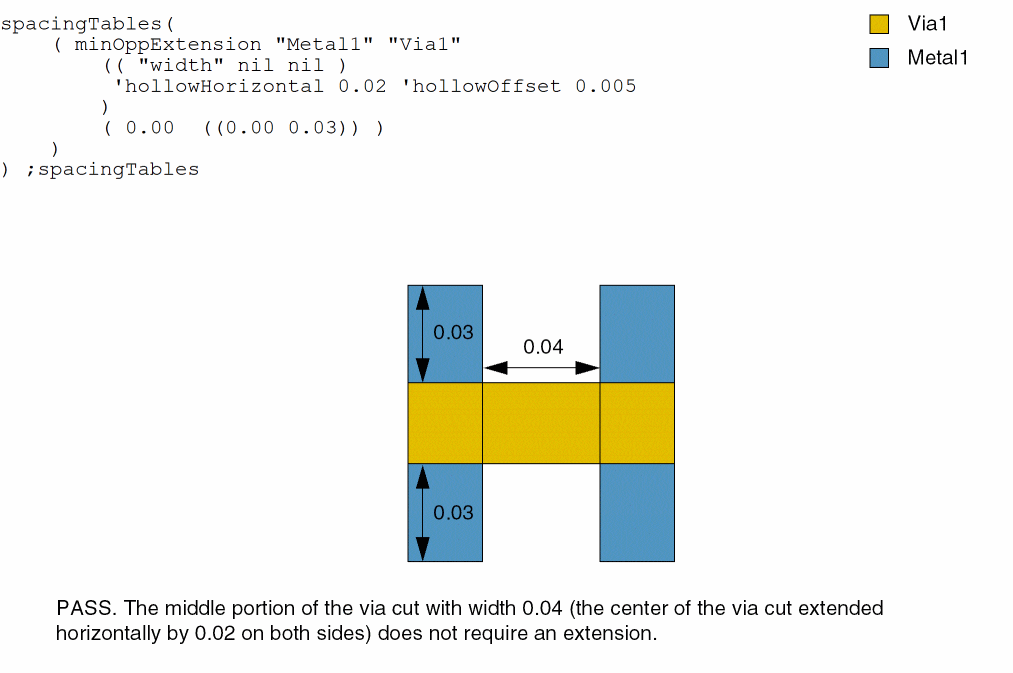 spacingTables(
( minOppExtension "Metal1" "Via1"
(( "width" nil nil )
'hollowHorizontal 0.02 'hollowOffset 0.005
)
( 0.00 ((0.00 0.03)) )
)
) ;spacingTables
Via1
Metal1
0.03
0.04
0.03
PASS. The middle portion of the via cut with width 0.04 (the center of the via cut extended
horizontally by 0.02 on both sides) does not require an extension.